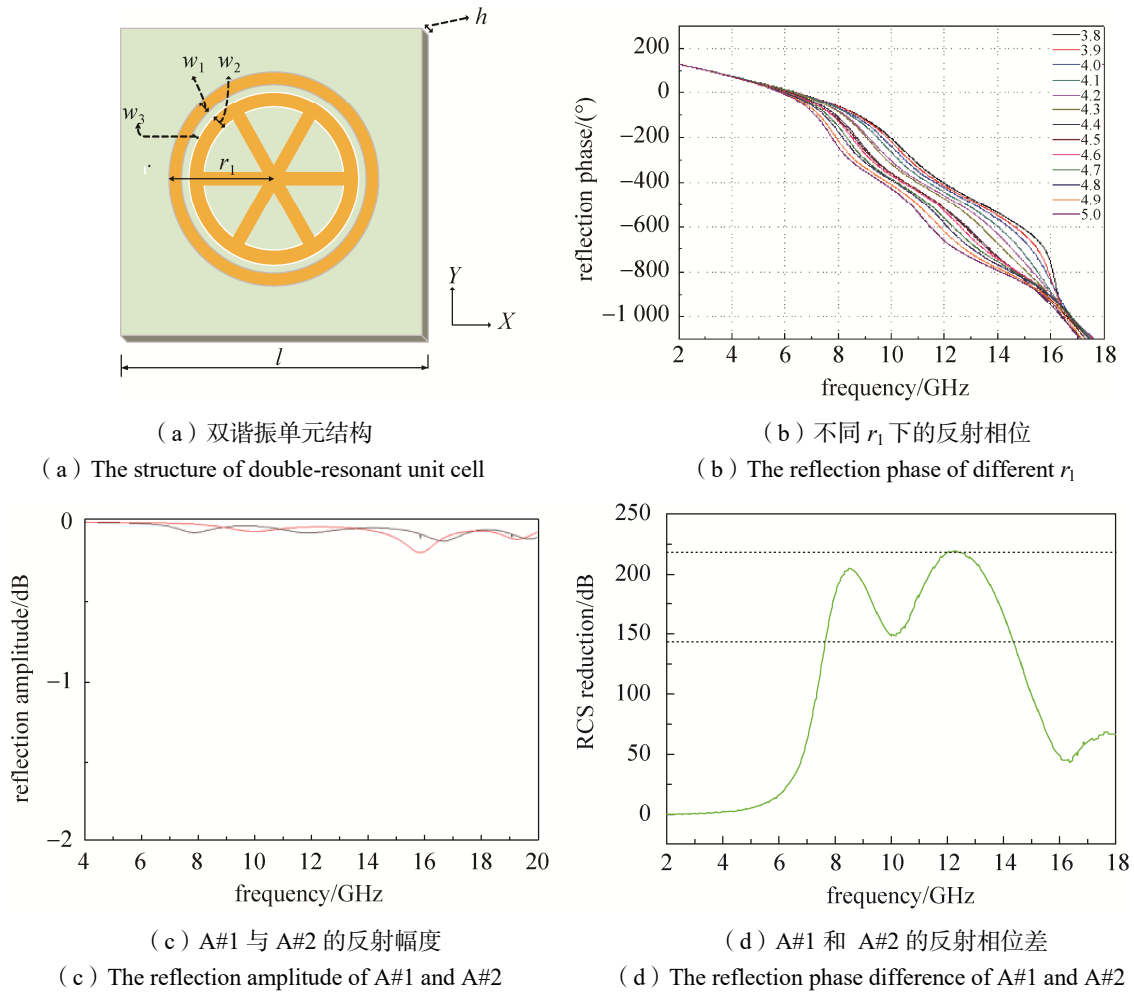 h
w1 w2
w3
r1
Y
X
l
（a）双谐振单元结构
（a）The structure of double-resonant unit cell
200
0
−200
−400
−600
−800
−1 000
reflection phase/(°)
2 4 6 8 10 12 14 16 18
frequency/GHz
3.8
3.9
4.0
4.1
4.2
4.3
4.4
4.5
4.6
4.7
4.8
4.9
5.0
（b）不同 r1 下的反射相位
（b）The reflection phase of different r1
0
−1
−2
reflection amplitude/dB
4 6 8 10 12 14 16 18 20
frequency/GHz
（c）A#1 与 A#2 的反射幅度
（c）The reflection amplitude of A#1 and A#2
250
200
150
100
50
0
RCS reduction/dB
2 4 6 8 10 12 14 16 18
frequency/GHz
（d）A#1 和 A#2 的反射相位差
（d）The reflection phase difference of A#1 and A#2